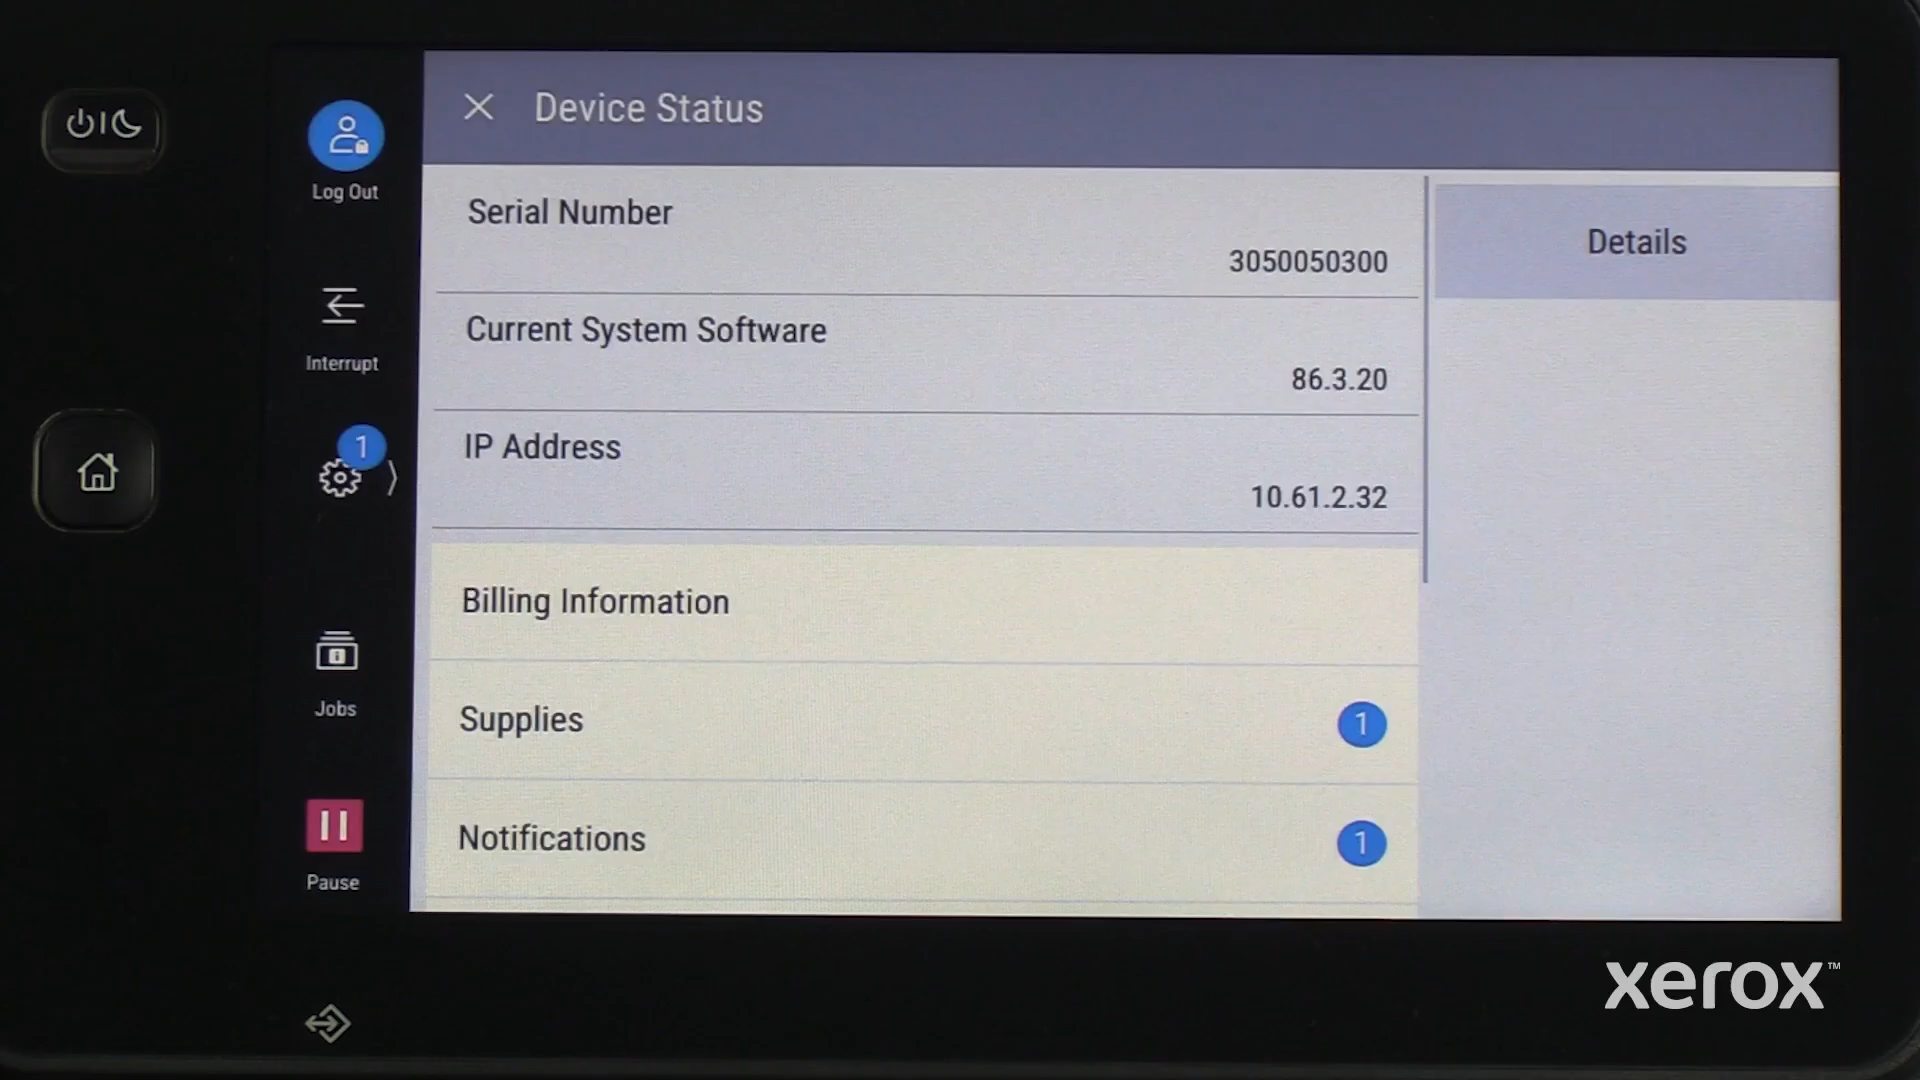 Device Status
Log Out
Serial Number
3050050300
Details
Current System Software
86.3.20
Interrupt
IP Address
10.61.2.32
1
Billing Information
Supplies
1
Jobs
Notifications
1
Pause
xerox™